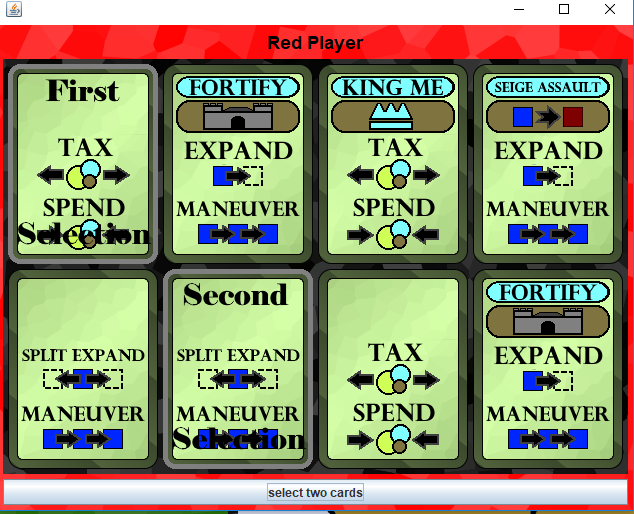 Red Player
First
TAX
SPEND
Selection
FORTIFY
EXPAND
MANEUVER
KING ME
TAX
SPEND
SEIGE ASSAULT
EXPAND
MANEUVER
SPLIT EXPAND
MANEUVER
Second
SPLIT EXPAND
MANEUVER
Selection
TAX
SPEND
FORTIFY
EXPAND
MANEUVER
select two cards